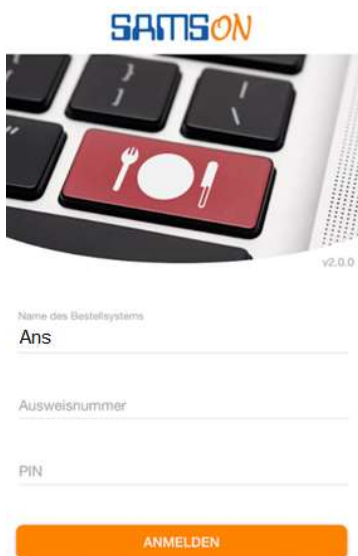 SAMSON
v2.0.0
Name des Bestellsystems
Ans
Ausweisnummer
PIN
ANMELDEN